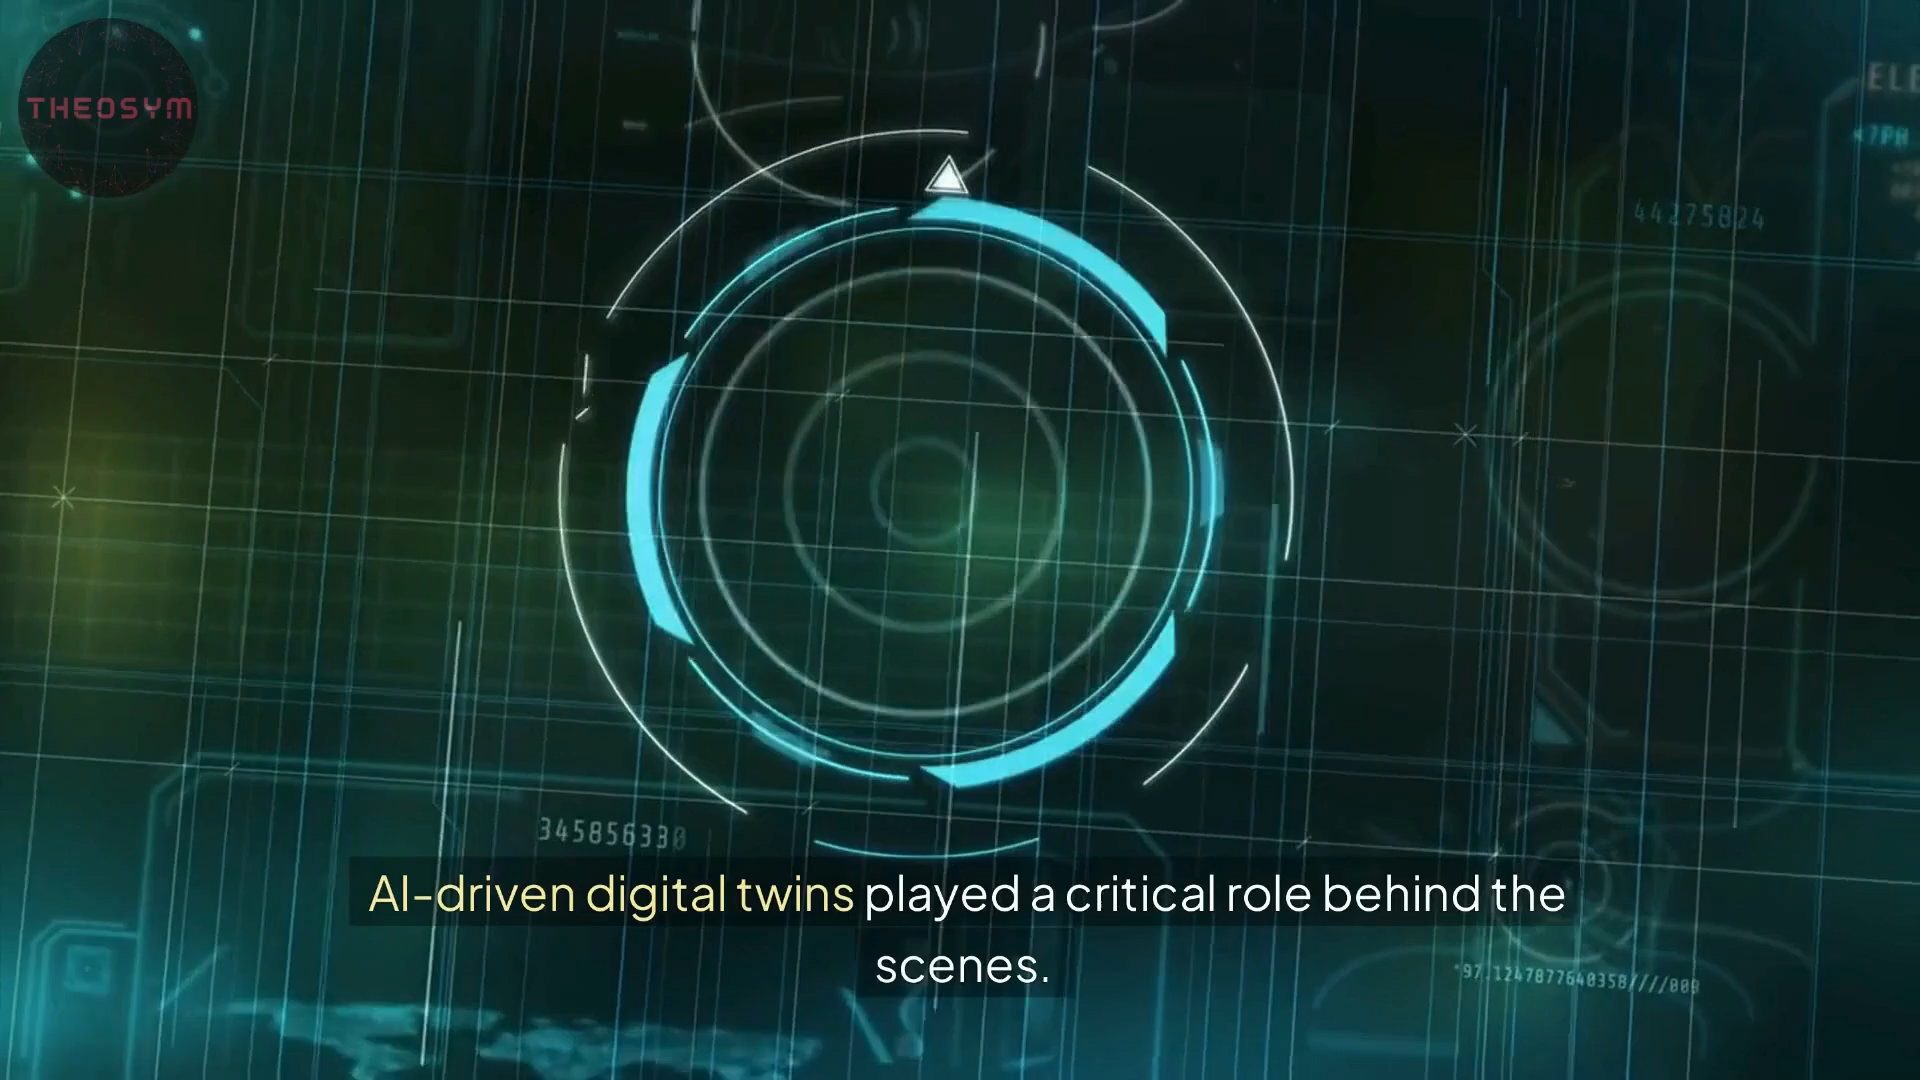 THEOSYM
ELE
44275824
345856330
AI-driven digital twins played a critical role behind the
scenes.